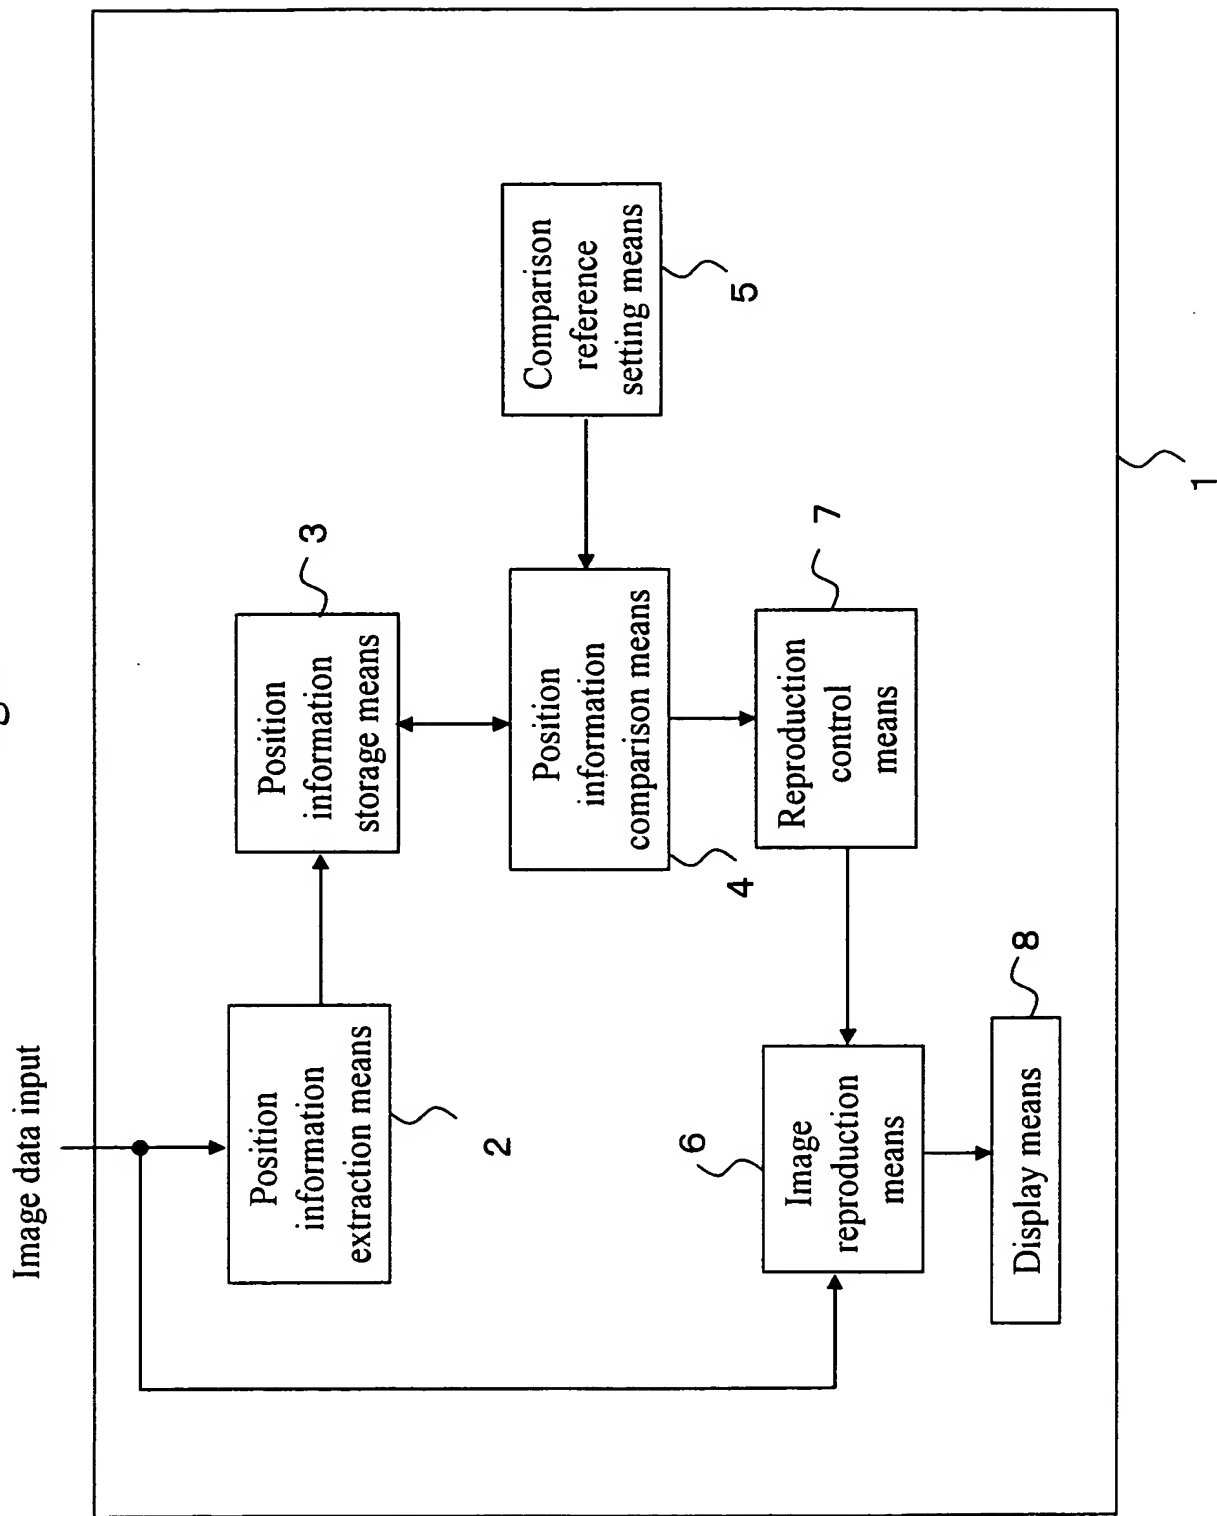 Image data input
Position
information
extraction means
2
Position
information
storage means
3
Position
information
comparison means
4
Comparison
reference
setting means
5
Image
reproduction
means
6
Reproduction
control
means
7
Display means
8
1